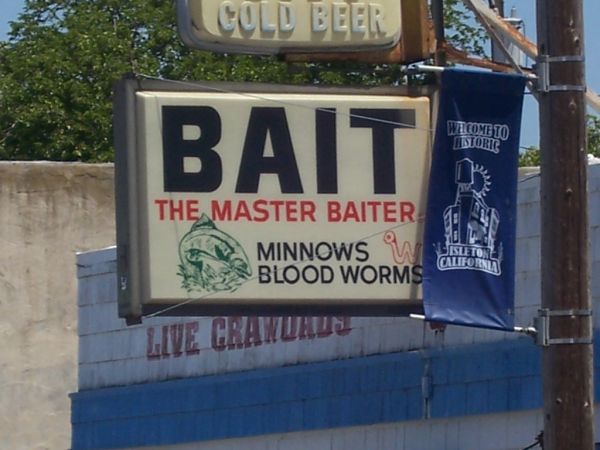 COLD BEER
BAIT
THE MASTER BAITER
MINNOWS
BLOOD WORMS
WELCOME TO
HISTORIC
ISLETON
CALIFORNIA
LIVE CRAWDADS